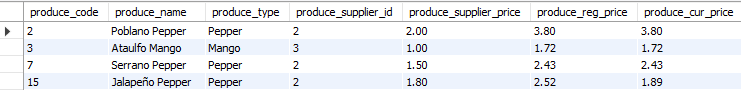 produce_code produce_name produce_type produce_supplier_id produce_supplier_price produce_reg_price produce_cur_price
2 Poblano Pepper Pepper 2 2.00 3.80 3.80
3 Ataulfo Mango Mango 3 1.00 1.72 1.72
7 Serrano Pepper Pepper 2 1.50 2.43 2.43
15 Jalapeño Pepper Pepper 2 1.80 2.52 1.89